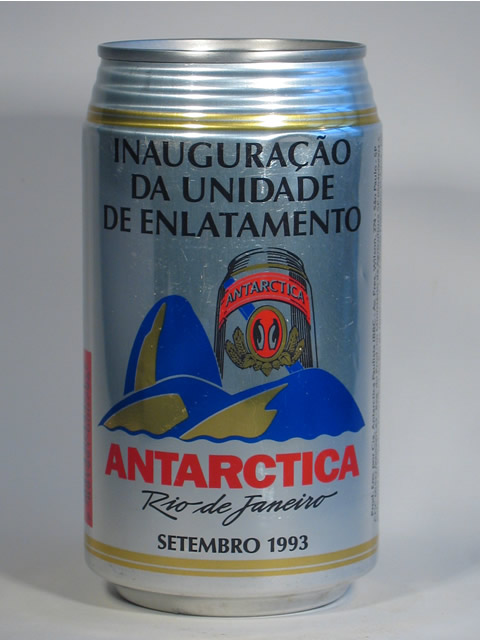 INAUGURAÇÃO
DA UNIDADE
DE ENLATAMENTO
ANTARCTICA
ANTARCTICA
Rio de Janeiro
SETEMBRO 1993